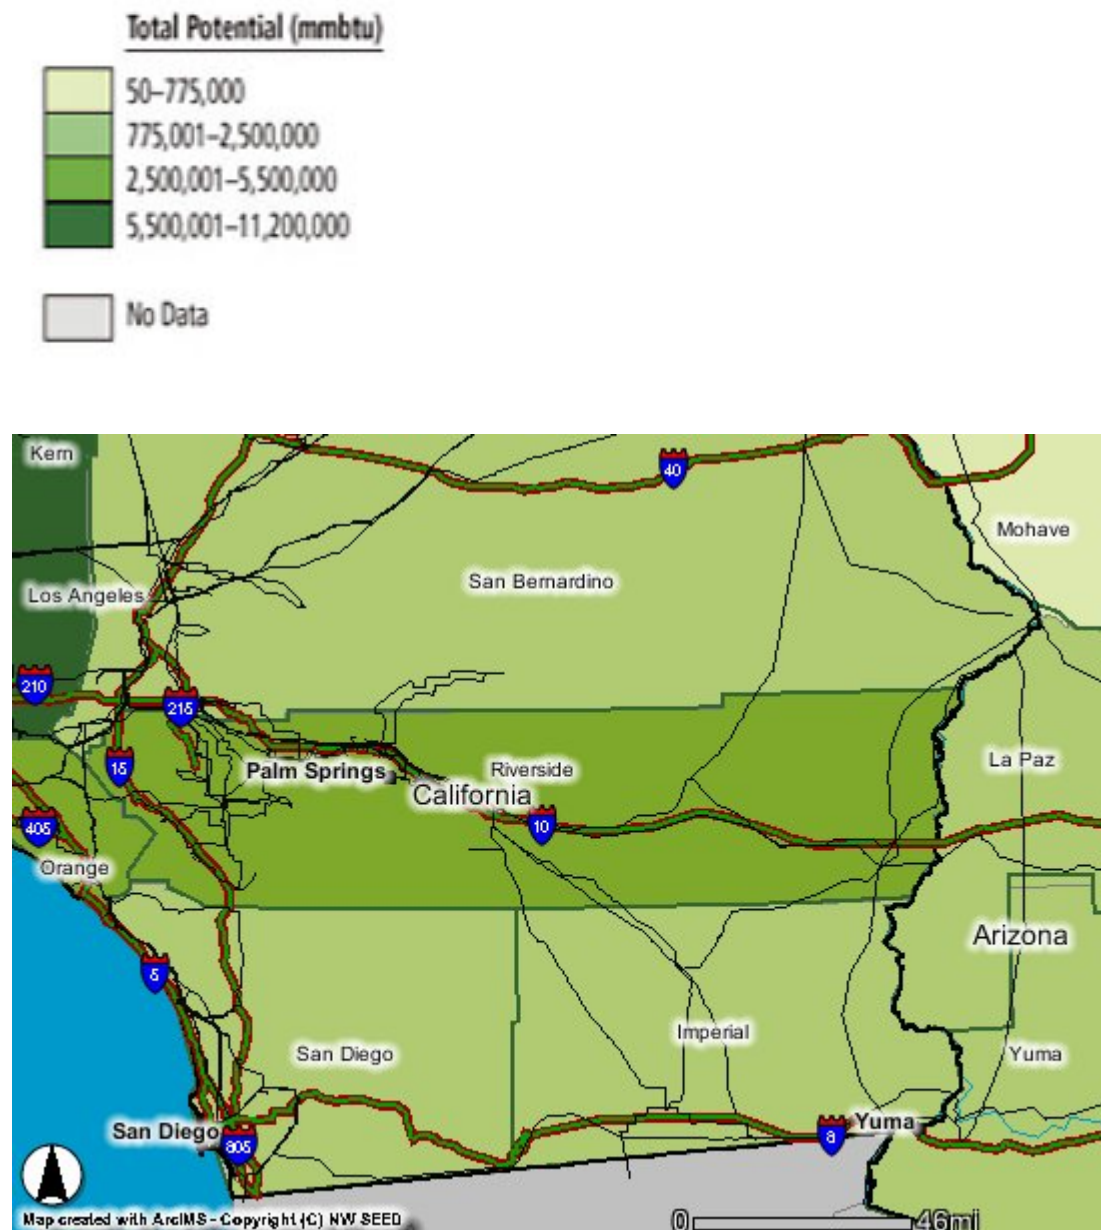 Total Potential (mmbtu)
50–775,000
775,001–2,500,000
2,500,001–5,500,000
5,500,001–11,200,000
No Data
Kern
40
Mohave
San Bernardino
Los Angeles
210
215
15
Palm Springs
Riverside
La Paz
California
10
405
Orange
Arizona
5
Imperial
San Diego
Yuma
San Diego
805
8
Yuma
Map created with ArcIMS - Copyright (C) NW SEED
0
46mi